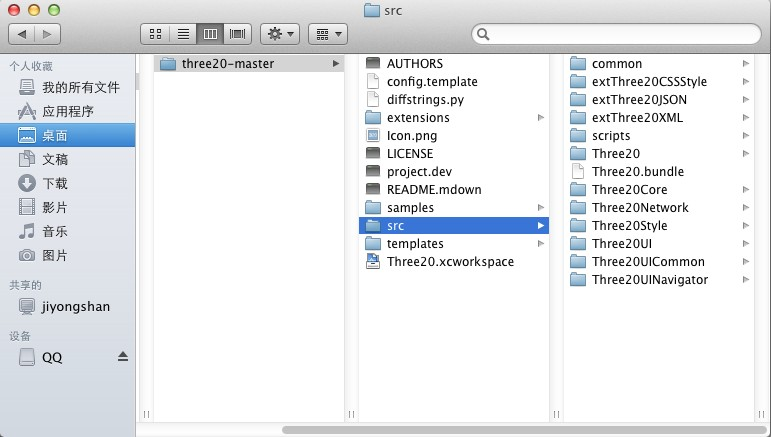 src
个人收藏
我的所有文件
应用程序
桌面
文稿
下载
影片
音乐
图片
共享的
jiyongshan
设备
QQ
three20-master
AUTHORS
config.template
diffstrings.py
extensions
Icon.png
LICENSE
project.dev
README.mdown
samples
src
templates
Three20.xcworkspace
common
extThree20CSSStyle
extThree20JSON
extThree20XML
scripts
Three20
Three20.bundle
Three20Core
Three20Network
Three20Style
Three20UI
Three20UICommon
Three20UINavigator